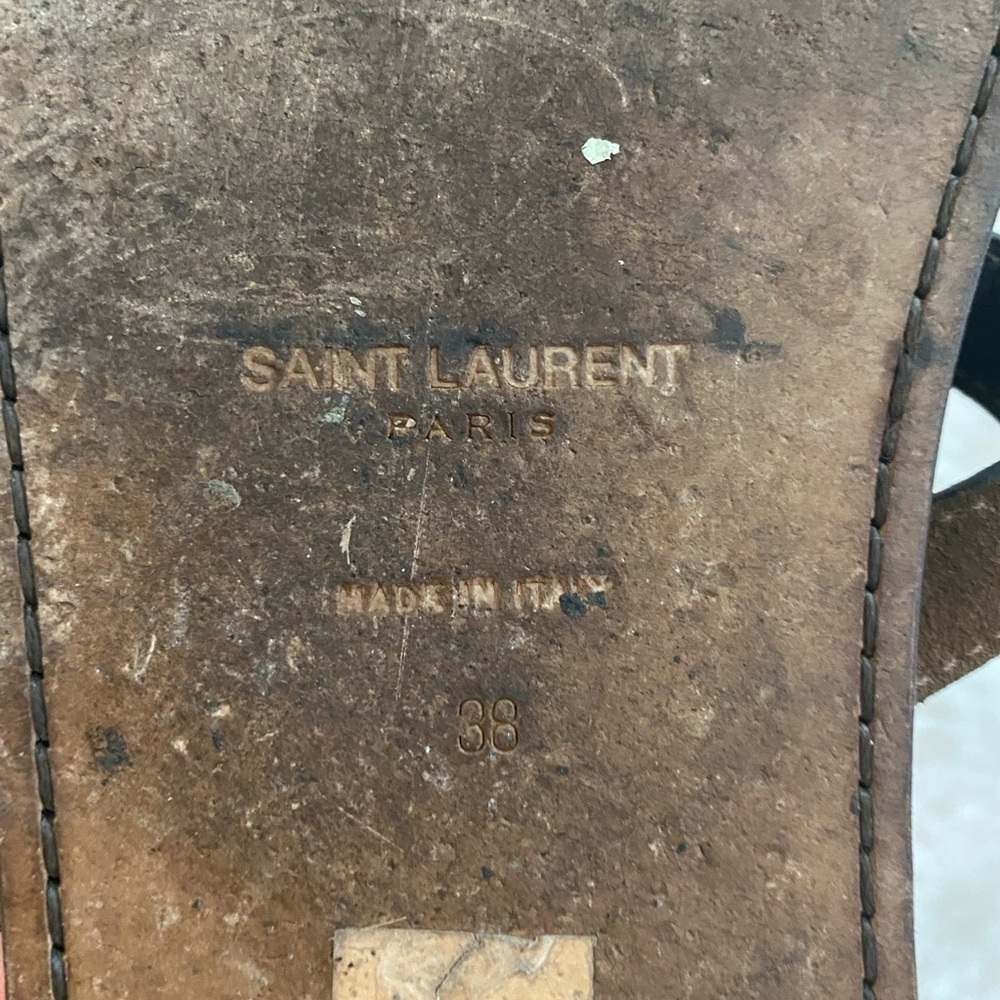 SAINT LAURENT
PARIS
MADE IN ITALY
38